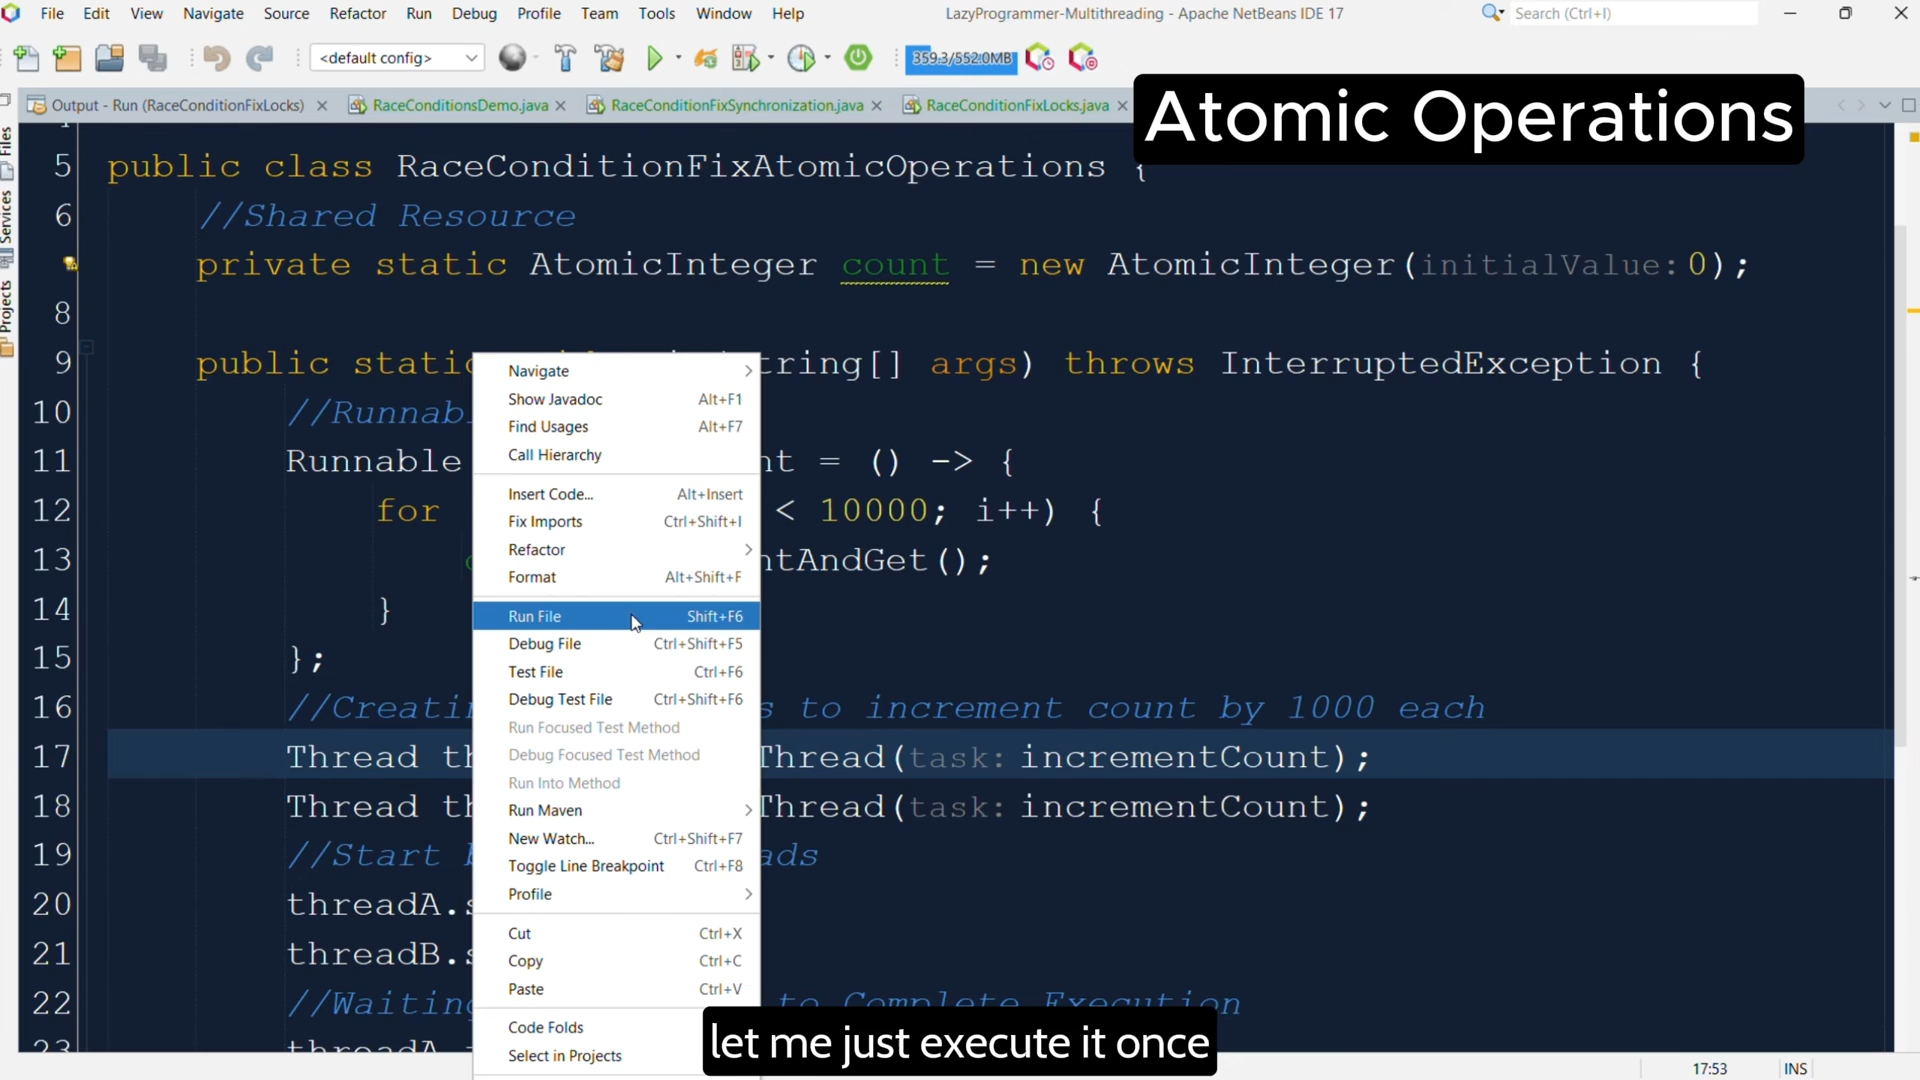 File Edit View Navigate Source Refactor Run Debug Profile Team Tools Window Help
LazyProgrammer-Multithreading - Apache NetBeans IDE 17
Search (Ctrl+I)
<default config>
359.3/552.0MB
Output - Run (RaceConditionFixLocks)
RaceConditionsDemo.java
RaceConditionFixSynchronization.java
RaceConditionFixLocks.java
Atomic Operations
Files
Services
Projects
5 public class RaceConditionFixAtomicOperations {
6 //Shared Resource
private static AtomicInteger count = new AtomicInteger(initialValue:0);
8
9 public static String[] args) throws InterruptedException {
10 //Runnab
11 Runnable nt = () -> {
12 for < 10000; i++) {
13 ntAndGet();
14 }
15 };
16 //Creatin s to increment count by 1000 each
17 Thread th Thread(task: incrementCount);
18 Thread th Thread(task: incrementCount);
19 //Start b ads
20 threadA.s
21 threadB.s
22 //Waiting to Complete Execution
23 threadA
Navigate
Show Javadoc Alt+F1
Find Usages Alt+F7
Call Hierarchy
Insert Code... Alt+Insert
Fix Imports Ctrl+Shift+I
Refactor
Format Alt+Shift+F
Run File Shift+F6
Debug File Ctrl+Shift+F5
Test File Ctrl+F6
Debug Test File Ctrl+Shift+F6
Run Focused Test Method
Debug Focused Test Method
Run Into Method
Run Maven
New Watch... Ctrl+Shift+F7
Toggle Line Breakpoint Ctrl+F8
Profile
Cut Ctrl+X
Copy Ctrl+C
Paste Ctrl+V
Code Folds
Select in Projects
let me just execute it once
17:53 INS